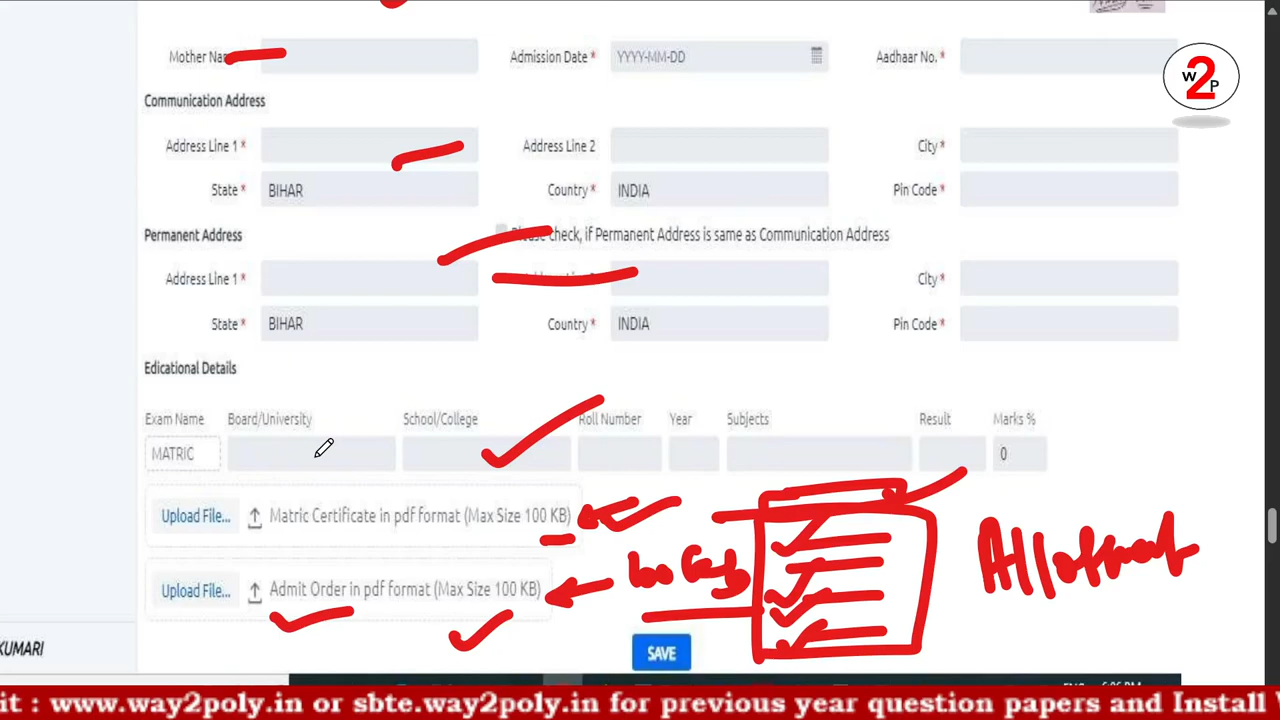 Mother Na
Admission Date *
YYYY-MM-DD
Aadhaar No. *
W2P
Communication Address
Address Line 1 *
Address Line 2
City *
State *
BIHAR
Country *
INDIA
Pin Code *
Permanent Address
Please check, if Permanent Address is same as Communication Address
Address Line 1 *
City *
State *
BIHAR
Country *
INDIA
Pin Code *
Edicational Details
Exam Name Board/University School/College Roll Number Year Subjects Result Marks %
MATRIC
0
Upload File... Matric Certificate in pdf format (Max Size 100 KB)
Upload File... Admit Order in pdf format (Max Size 100 KB)
Allotment
SAVE
KUMARI
it : www.way2poly.in or sbte.way2poly.in for previous year question papers and Install